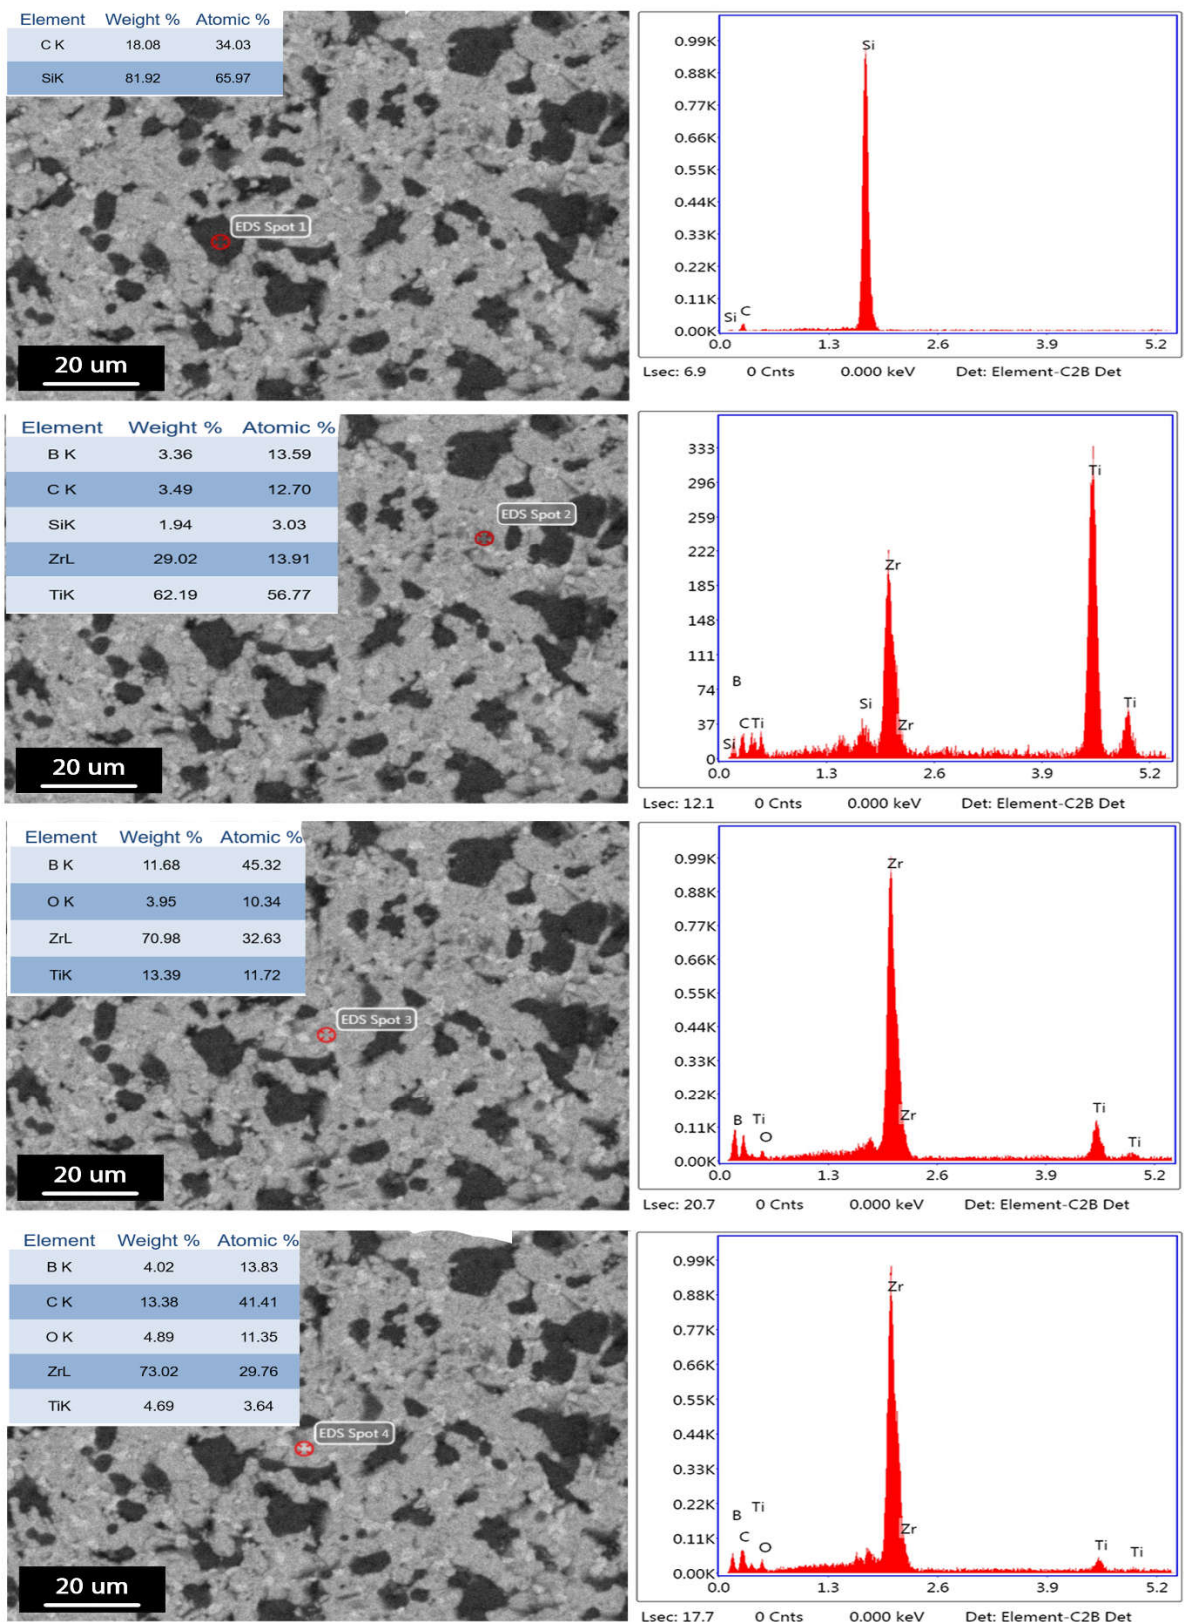 Element Weight % Atomic %
C K 18.08 34.03
SiK 81.92 65.97
EDS Spot 1
20 um
0.99K
0.88K
0.77K
0.66K
0.55K
0.44K
0.33K
0.22K
0.11K
0.00K
Si
Si C
0.0 1.3 2.6 3.9 5.2
Lsec: 6.9 0 Cnts 0.000 keV Det: Element-C2B Det
Element Weight % Atomic %
B K 3.36 13.59
C K 3.49 12.70
SiK 1.94 3.03
ZrL 29.02 13.91
TiK 62.19 56.77
EDS Spot 2
20 um
333
296
259
222
185
148
111
74
37
0
Ti
Zr
B
Si
Ti
C Ti
Zr
Si
0.0 1.3 2.6 3.9 5.2
Lsec: 12.1 0 Cnts 0.000 keV Det: Element-C2B Det
Element Weight % Atomic %
B K 11.68 45.32
O K 3.95 10.34
ZrL 70.98 32.63
TiK 13.39 11.72
EDS Spot 3
20 um
0.99K
0.88K
0.77K
0.66K
0.55K
0.44K
0.33K
0.22K
0.11K
0.00K
Zr
Ti
B Ti Zr
O
Ti
0.0 1.3 2.6 3.9 5.2
Lsec: 20.7 0 Cnts 0.000 keV Det: Element-C2B Det
Element Weight % Atomic %
B K 4.02 13.83
C K 13.38 41.41
O K 4.89 11.35
ZrL 73.02 29.76
TiK 4.69 3.64
EDS Spot 4
20 um
0.99K
0.88K
0.77K
0.66K
0.55K
0.44K
0.33K
0.22K
0.11K
0.00K
Zr
Ti
B
Zr
C
O
Ti Ti
0.0 1.3 2.6 3.9 5.2
Lsec: 17.7 0 Cnts 0.000 keV Det: Element-C2B Det